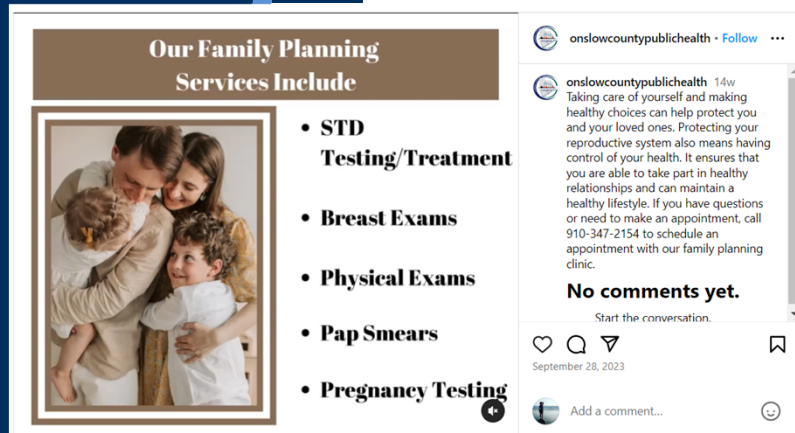 Our Family Planning
Services Include
STD
Testing/Treatment
Breast Exams
Physical Exams
Pap Smears
Pregnancy Testing
onslowcountypublichealth • Follow
onslowcountypublichealth 14w
Taking care of yourself and making
healthy choices can help protect you
and your loved ones. Protecting your
reproductive system also means having
control of your health. It ensures that
you are able to take part in healthy
relationships and can maintain a
healthy lifestyle. If you have questions
or need to make an appointment, call
910-347-2154 to schedule an
appointment with our family planning
clinic.
No comments yet.
Start the conversation.
September 28, 2023
Add a comment...